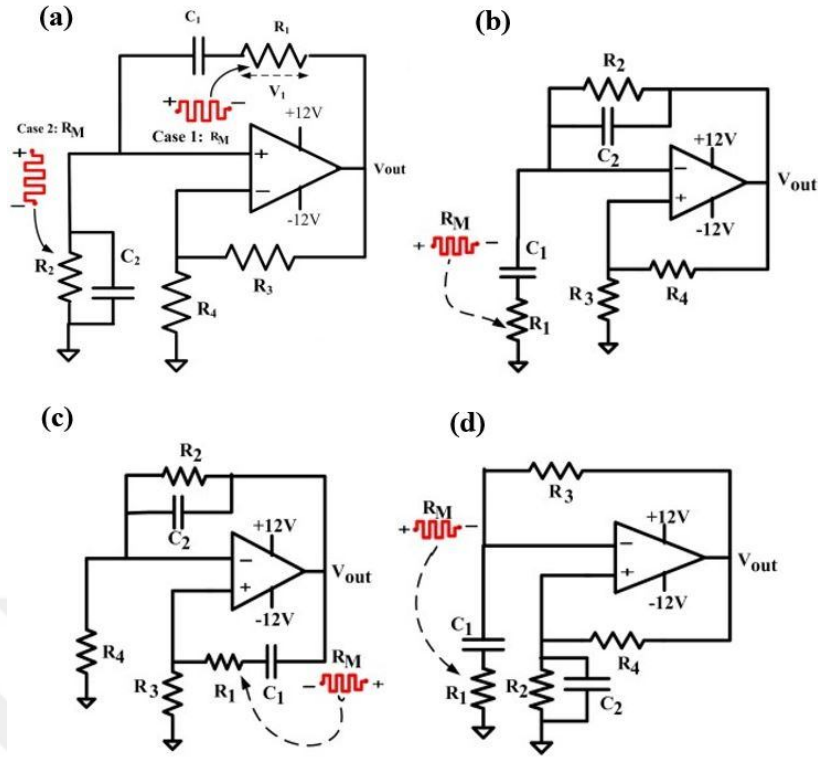 (a)
C1
R1
V1
+ −
Case 1: RM
Case 2: RM
+
−
+12V
+
−
-12V
Vout
R2
C2
R3
R4
(b)
R2
C2
+12V
−
+
-12V
Vout
RM
+ −
C1
R1
R3
R4
(c)
R2
C2
+12V
−
+
-12V
Vout
R4
R3
R1
C1
RM
− +
(d)
R3
RM
+ −
+12V
−
+
-12V
Vout
C1
R1
R2
R4
C2